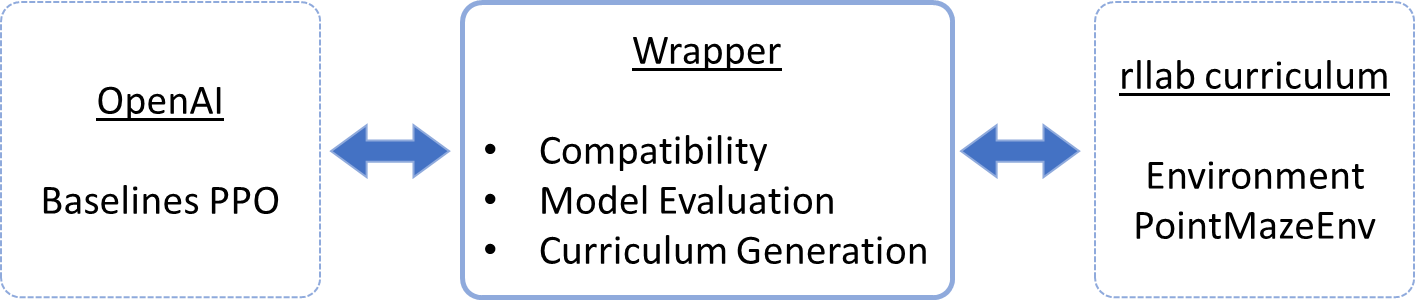 OpenAI
Baselines PPO
Wrapper
• Compatibility
• Model Evaluation
• Curriculum Generation
rllab curriculum
Environment
PointMazeEnv